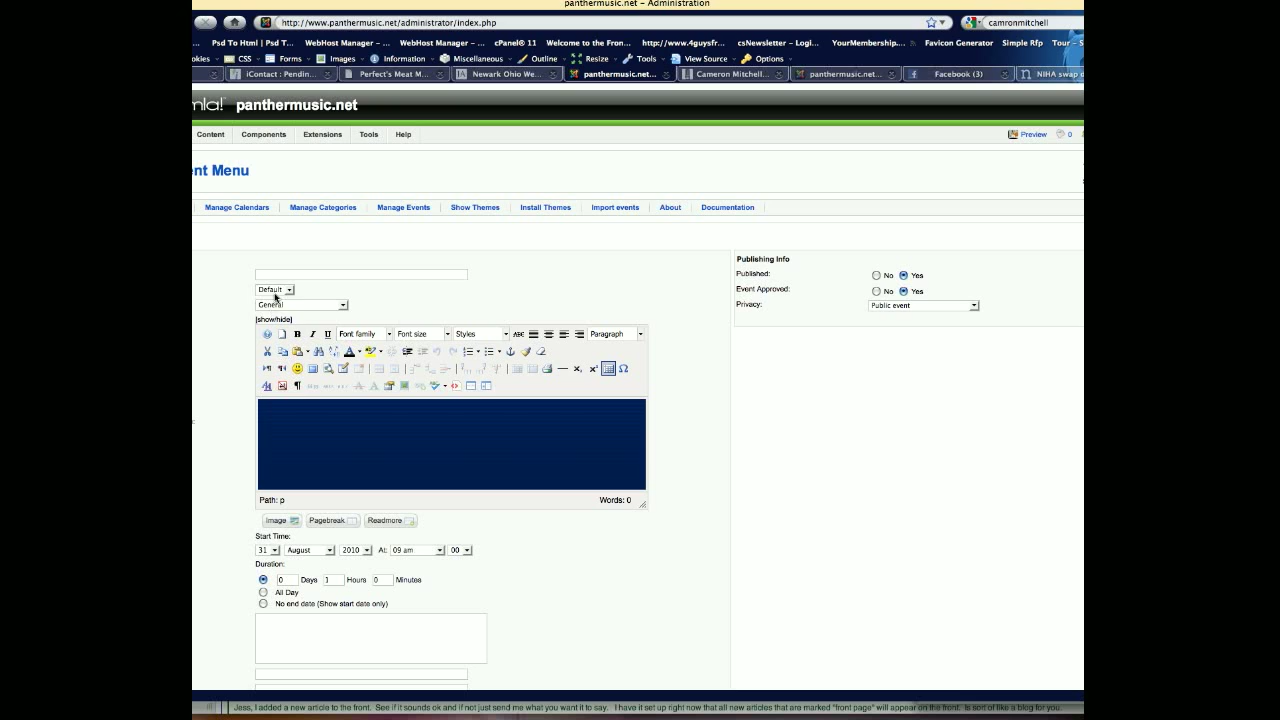 panthermusic.net – Administration
http://www.panthermusic.net/administrator/index.php
camronmitchell
... Psd To Html | Psd T... WebHost Manager – ... WebHost Manager – ... cPanel® 11 Welcome to the Fron... http://www.4guysfr... csNewsletter – Logi... YourMembership.... Favicon Generator Simple Rfp Tour – S
okies CSS Forms Images Information Miscellaneous Outline Resize Tools View Source Options
iContact : Pendin... Perfect's Meat M... Newark Ohio We... panthermusic.net... Cameron Mitchell... panthermusic.net... Facebook (3) NIHA swap
mla! panthermusic.net
Content Components Extensions Tools Help Preview 0
nt Menu
Manage Calendars Manage Categories Manage Events Show Themes Install Themes Import events About Documentation
Publishing Info
Published: No Yes
Default
Event Approved: No Yes
General
Privacy: Public event
[show/hide]
B I U Font family Font size Styles ABC Paragraph
Path: p Words: 0
Image Pagebreak Readmore
Start Time:
31 August 2010 At: 09 am 00
Duration:
0 Days 1 Hours 0 Minutes
All Day
No end date (Show start date only)
Jess, I added a new article to the front. See if it sounds ok and if not just send me what you want it to say. I have it set up right now that all new articles that are marked "front page" will appear on the front. Is sort of like a blog for you.